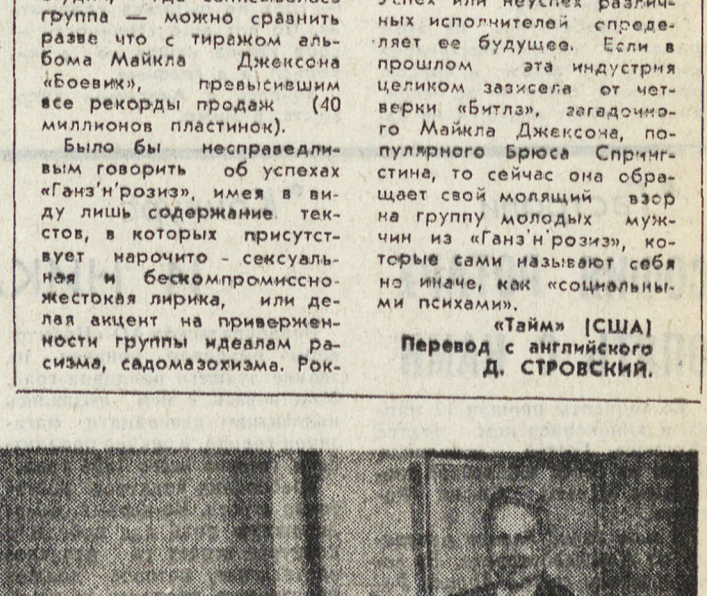 группа — можно сравнить
разве что с тиражом аль-
бома Майкла Джексона
«Боевик», превысившим
все рекорды продаж (40
миллионов пластинок).
Было бы несправедли-
вым говорить об успехах
«Ганз'н'розиз», имея в ви-
ду лишь содержание тек-
стов, в которых присутст-
вует нарочито - сексуаль-
ная и бескомпромиссно-
жестокая лирика, или де-
лая акцент на привержен-
ности группы идеалам ра-
сизма, садомазохизма. Рок-
Успех или неуспех различ-
ных исполнителей опреде-
ляет ее будущее. Если в
прошлом эта индустрия
целиком зависела от чет-
верки «Битлз», загадочно-
го Майкла Джексона, по-
пулярного Брюса Спринг-
стина, то сейчас она обра-
щает свой молящий взор
на группу молодых муж-
чин из «Ганз'н'розиз», ко-
торые сами называют себя
не иначе, как «социальны-
ми психами».
«Тайм» (США)
Перевод с английского
Д. СТРОВСКИЙ.